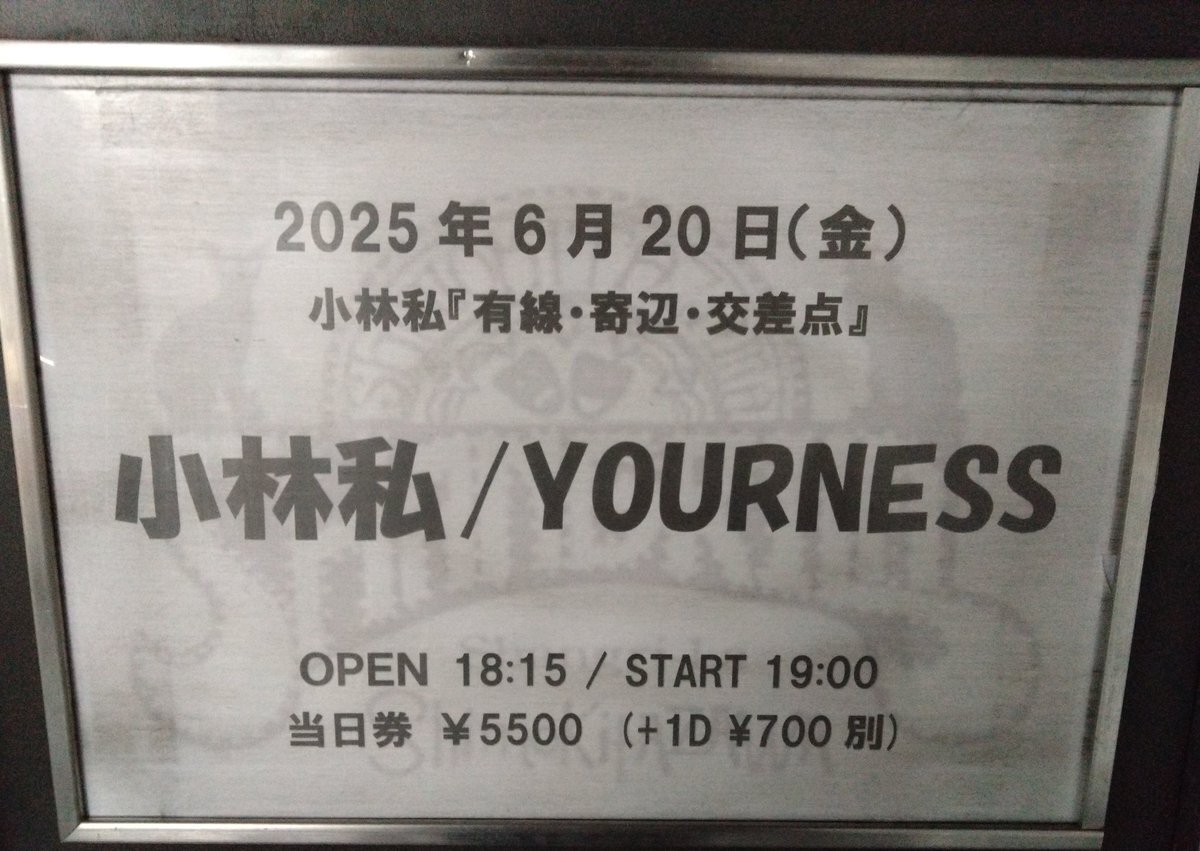 2025年6月20日(金)
小林私『有線・寄辺・交差点』
小林私/YOURNESS
OPEN 18:15 / START 19:00
当日券 ¥5500 (+1D ¥700 別)